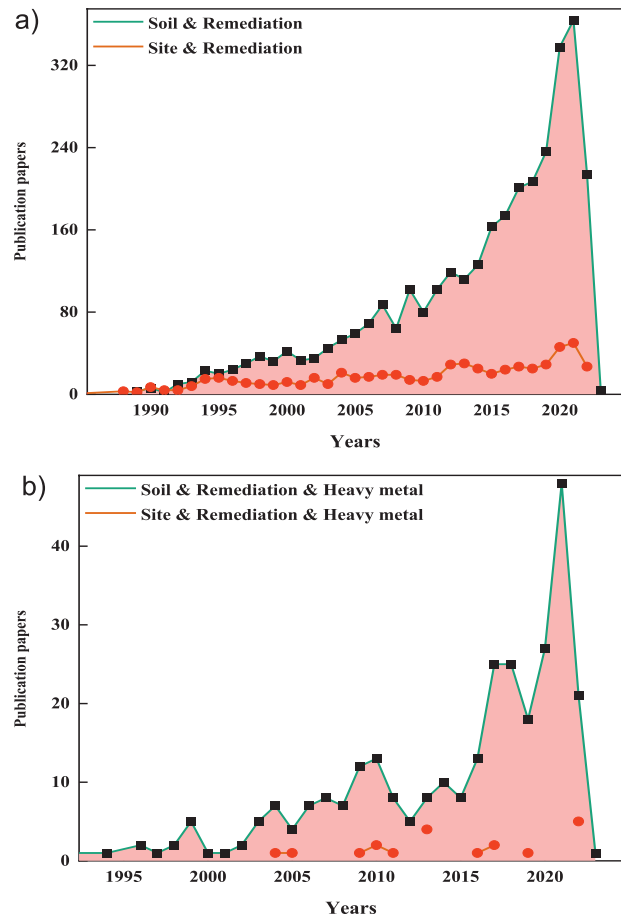 a)
Soil & Remediation
Site & Remediation
Publication papers
320
240
160
80
0
1990 1995 2000 2005 2010 2015 2020
Years
b)
Soil & Remediation & Heavy metal
Site & Remediation & Heavy metal
Publication papers
40
30
20
10
0
1995 2000 2005 2010 2015 2020
Years